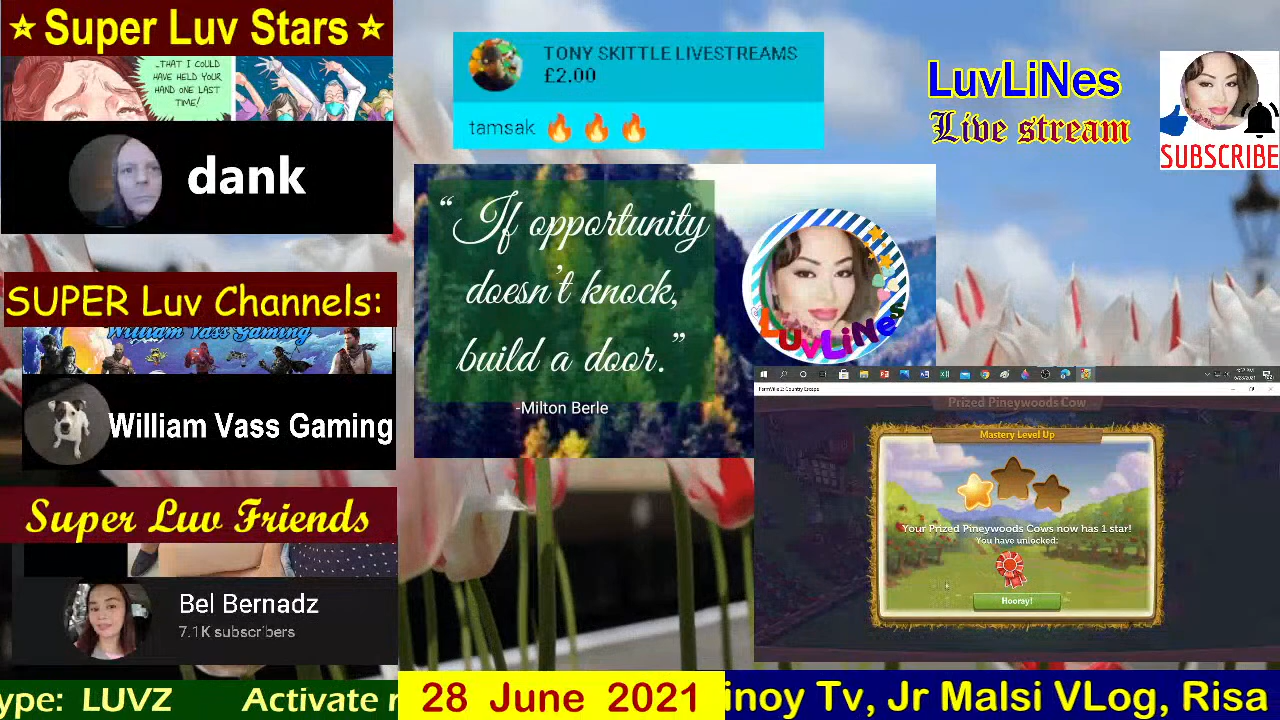 ☆ Super Luv Stars ☆
..THAT I COULD
HAVE HELD YOUR
HAND ONE LAST
TIME!
dank
SUPER Luv Channels:
William Vass Gaming
William Vass Gaming
Super Luv Friends
Bel Bernadz
7.1K subscribers
TONY SKITTLE LIVESTREAMS
£2.00
tamsak 🔥 🔥 🔥
“If opportunity
doesn't knock,
build a door.”
-Milton Berle
LuvLiNes
LuvLiNes
Live stream
SUBSCRIBE
FarmVille 2: Country Escape
Prized Pineywoods Cow
Mastery Level Up
Your Prized Pineywoods Cows now has 1 star!
You have unlocked:
Hooray!
ype: LUVZ Activate r
28 June 2021
inoy Tv, Jr Malsi VLog, Risa